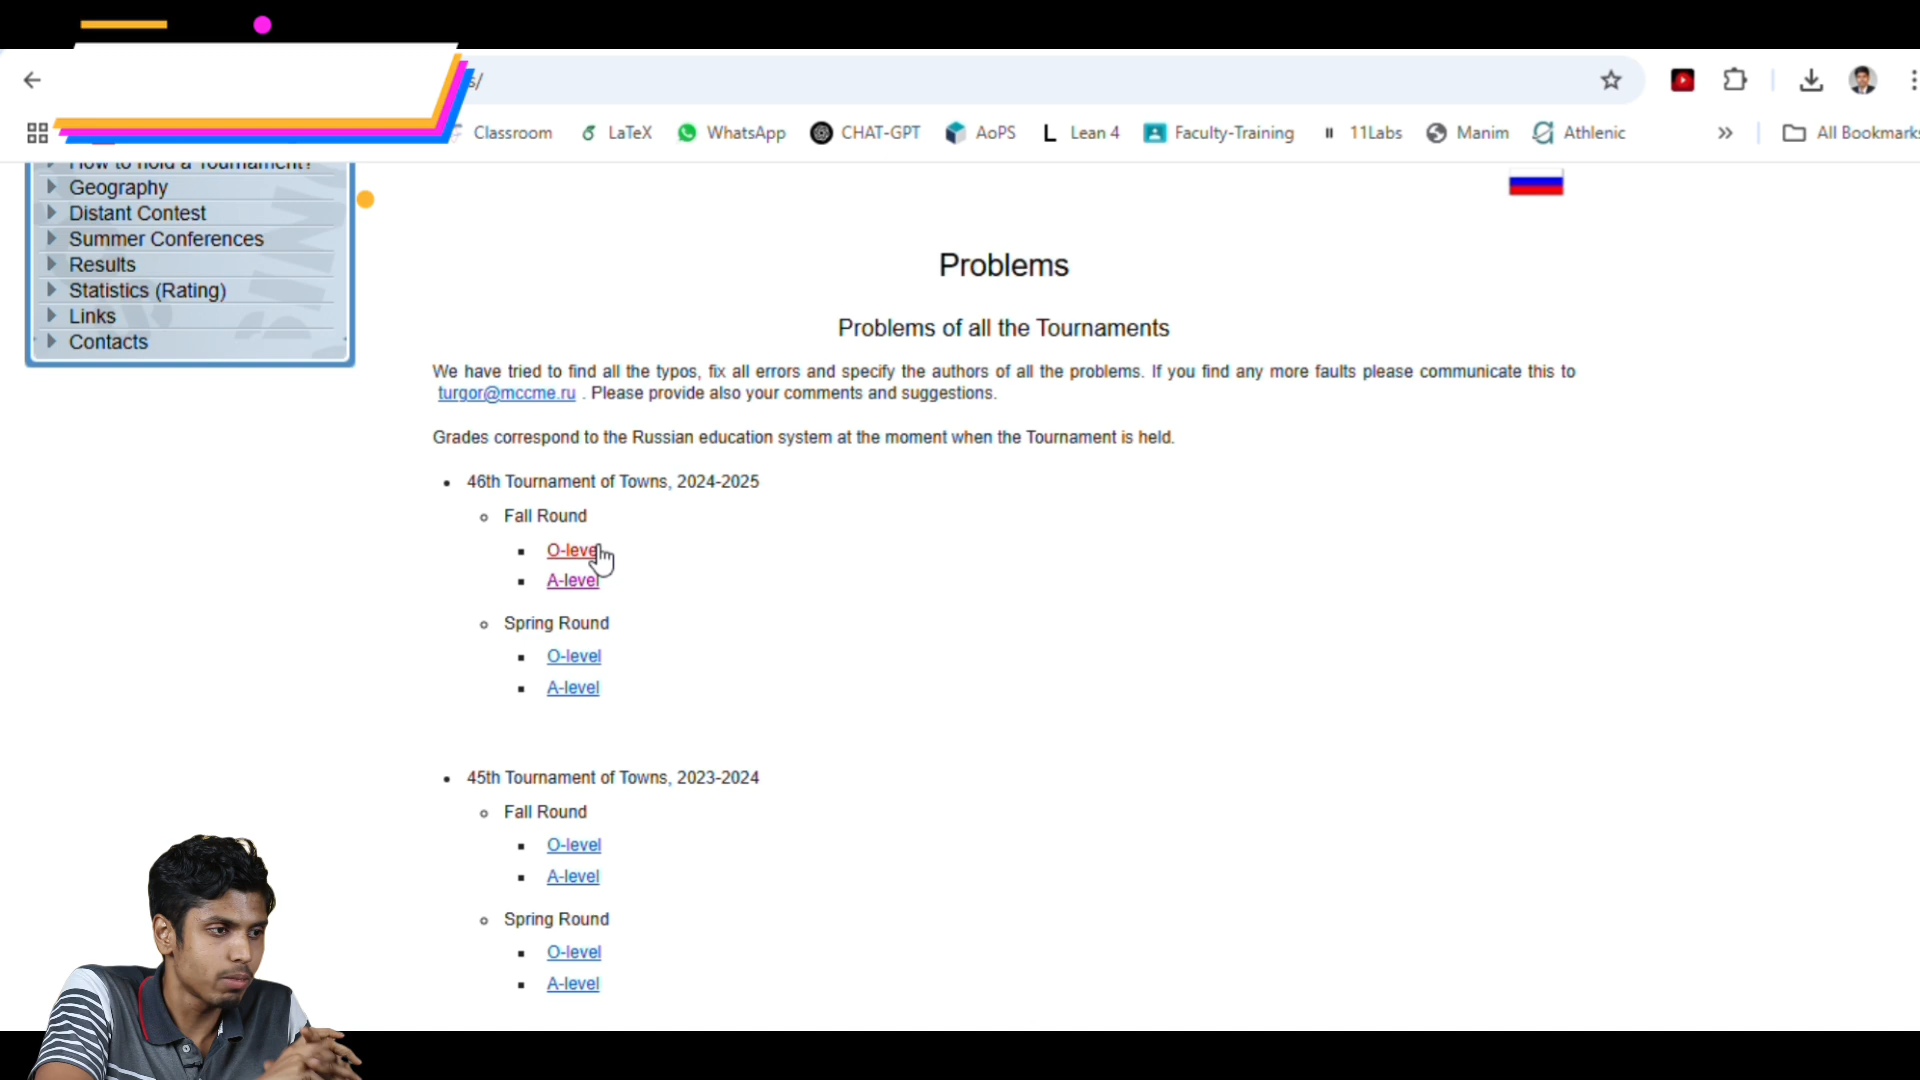 s/
Classroom LaTeX WhatsApp CHAT-GPT AoPS L Lean 4 Faculty-Training 11Labs Manim Athlenic » All Bookmarks
How to hold a Tournament?
Geography
Distant Contest
Summer Conferences
Results
Statistics (Rating)
Links
Contacts
Problems
Problems of all the Tournaments
We have tried to find all the typos, fix all errors and specify the authors of all the problems. If you find any more faults please communicate this to
turgor@mccme.ru . Please provide also your comments and suggestions.
Grades correspond to the Russian education system at the moment when the Tournament is held.
46th Tournament of Towns, 2024-2025
Fall Round
O-level
A-level
Spring Round
O-level
A-level
45th Tournament of Towns, 2023-2024
Fall Round
O-level
A-level
Spring Round
O-level
A-level